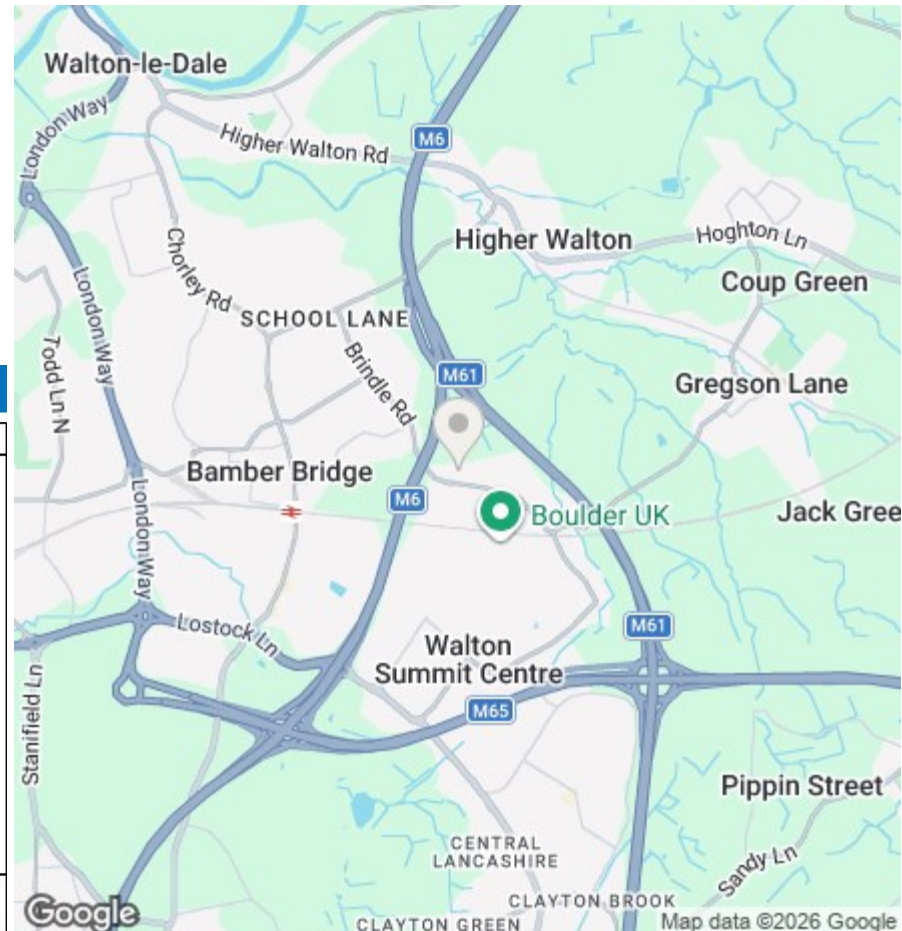 Walton-le-Dale
London Way
M6
Higher Walton Rd
Higher Walton
Hoghton Ln
Chorley Rd
Coup Green
London Way
SCHOOL LANE
Todd Ln N
Brindle Rd
M61
Gregson Lane
Bamber Bridge
M6
Boulder UK
Jack Gree
London Way
Lostock Ln
M61
Walton
Summit Centre
Stanifield Ln
M65
Pippin Street
CENTRAL
LANCASHIRE
Sandy Ln
CLAYTON BROOK
Google
CLAYTON GREEN
Map data ©2026 Google